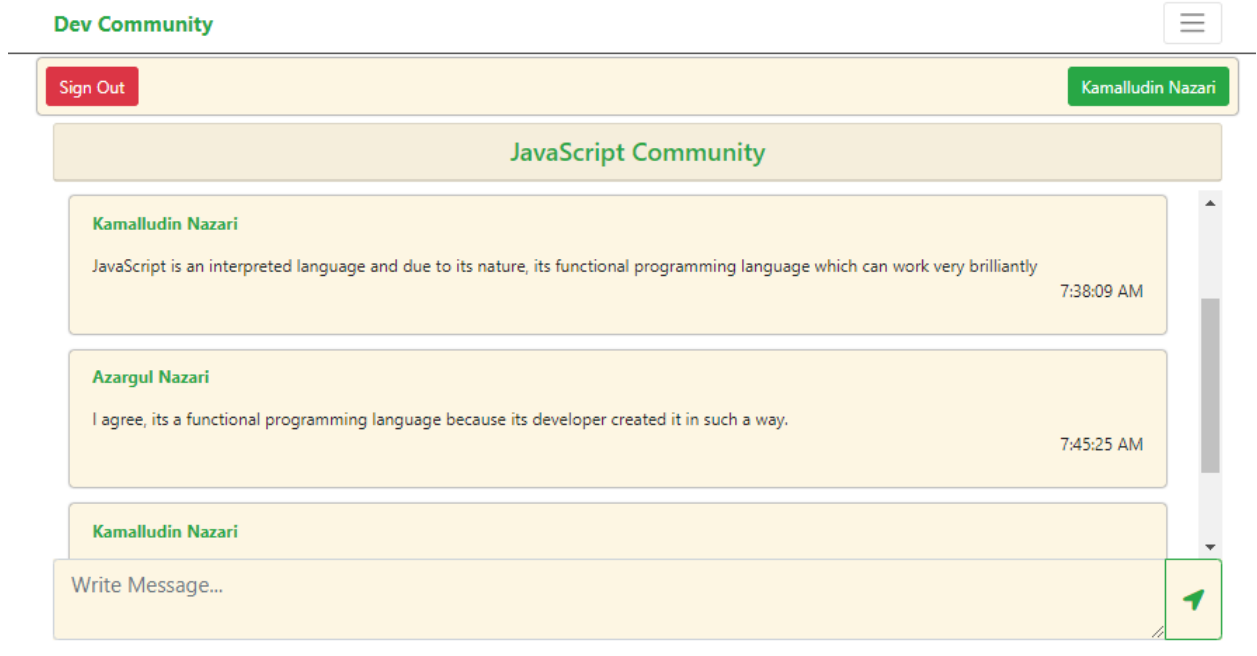 Dev Community
Sign Out
Kamalludin Nazari
JavaScript Community
Kamalludin Nazari
JavaScript is an interpreted language and due to its nature, its functional programming language which can work very brilliantly
7:38:09 AM
Azargul Nazari
I agree, its a functional programming language because its developer created it in such a way.
7:45:25 AM
Kamalludin Nazari
Write Message...